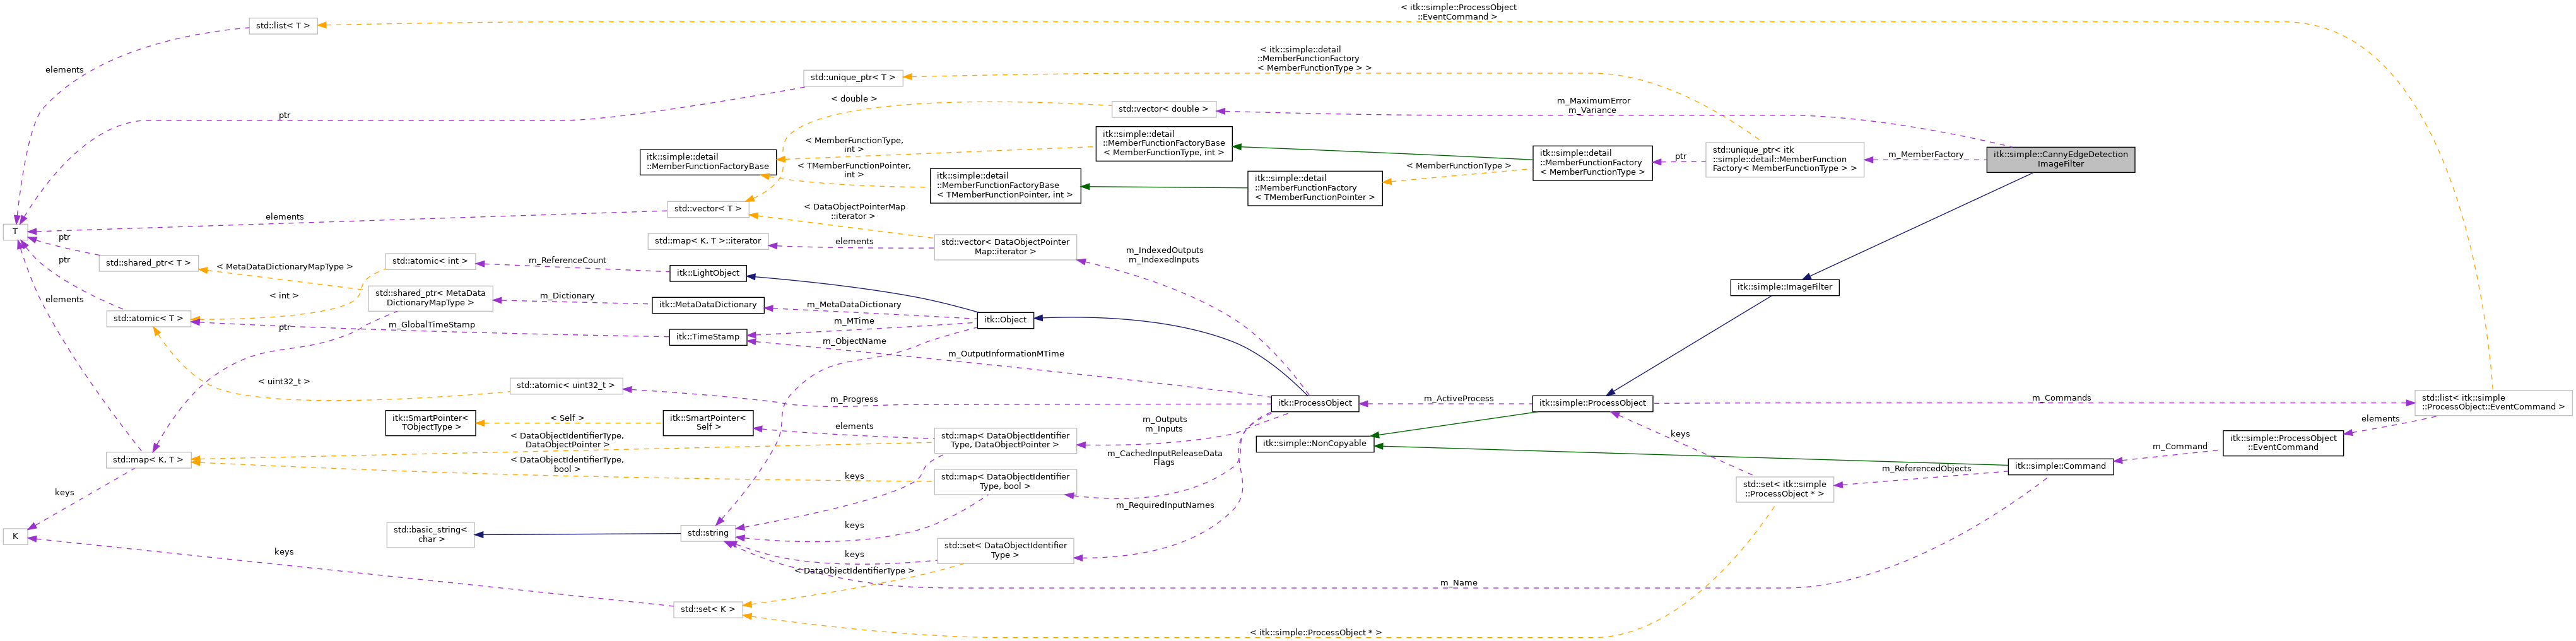 < itk::simple::ProcessObject
::EventCommand >
std::list< T >
< itk::simple::detail
::MemberFunctionFactory
< MemberFunctionType > >
elements
std::unique_ptr< T >
< double >
std::vector< double >
m_MaximumError
m_Variance
ptr
< MemberFunctionType,
int >
itk::simple::detail
::MemberFunctionFactoryBase
< MemberFunctionType, int >
itk::simple::detail
::MemberFunctionFactoryBase
< TMemberFunctionPointer,
int >
itk::simple::detail
::MemberFunctionFactoryBase
< TMemberFunctionPointer, int >
itk::simple::detail
::MemberFunctionFactory
< TMemberFunctionPointer >
< MemberFunctionType >
itk::simple::detail
::MemberFunctionFactory
< MemberFunctionType >
ptr
std::unique_ptr< itk
::simple::detail::MemberFunction
Factory< MemberFunctionType > >
m_MemberFactory
itk::simple::CannyEdgeDetection
ImageFilter
std::vector< T >
elements
< DataObjectPointerMap
::iterator >
T
ptr
std::map< K, T >::iterator
elements
std::vector< DataObjectPointer
Map::iterator >
m_IndexedOutputs
m_IndexedInputs
std::shared_ptr< T >
ptr
< MetaDataDictionaryMapType >
std::atomic< int >
m_ReferenceCount
itk::LightObject
elements
< int >
std::shared_ptr< MetaData
DictionaryMapType >
m_Dictionary
itk::MetaDataDictionary
m_MetaDataDictionary
itk::simple::ImageFilter
std::atomic< T >
ptr
m_GlobalTimeStamp
itk::TimeStamp
m_MTime
m_ObjectName
itk::Object
m_OutputInformationMTime
< uint32_t >
std::atomic< uint32_t >
m_Progress
itk::ProcessObject
m_ActiveProcess
itk::simple::ProcessObject
m_Commands
std::list< itk::simple
::ProcessObject::EventCommand >
itk::SmartPointer<
TObjectType >
< Self >
itk::SmartPointer<
Self >
elements
m_Outputs
m_Inputs
std::map< DataObjectIdentifier
Type, DataObjectPointer >
< DataObjectIdentifierType,
DataObjectPointer >
itk::simple::NonCopyable
keys
elements
itk::simple::ProcessObject
::EventCommand
m_Command
itk::simple::Command
m_ReferencedObjects
std::set< itk::simple
::ProcessObject * >
std::map< K, T >
< DataObjectIdentifierType,
bool >
m_CachedInputReleaseData
Flags
keys
std::map< DataObjectIdentifier
Type, bool >
keys
m_RequiredInputNames
K
std::basic_string<
char >
std::string
keys
std::set< DataObjectIdentifier
Type >
keys
keys
< DataObjectIdentifierType >
m_Name
std::set< K >
< itk::simple::ProcessObject * >